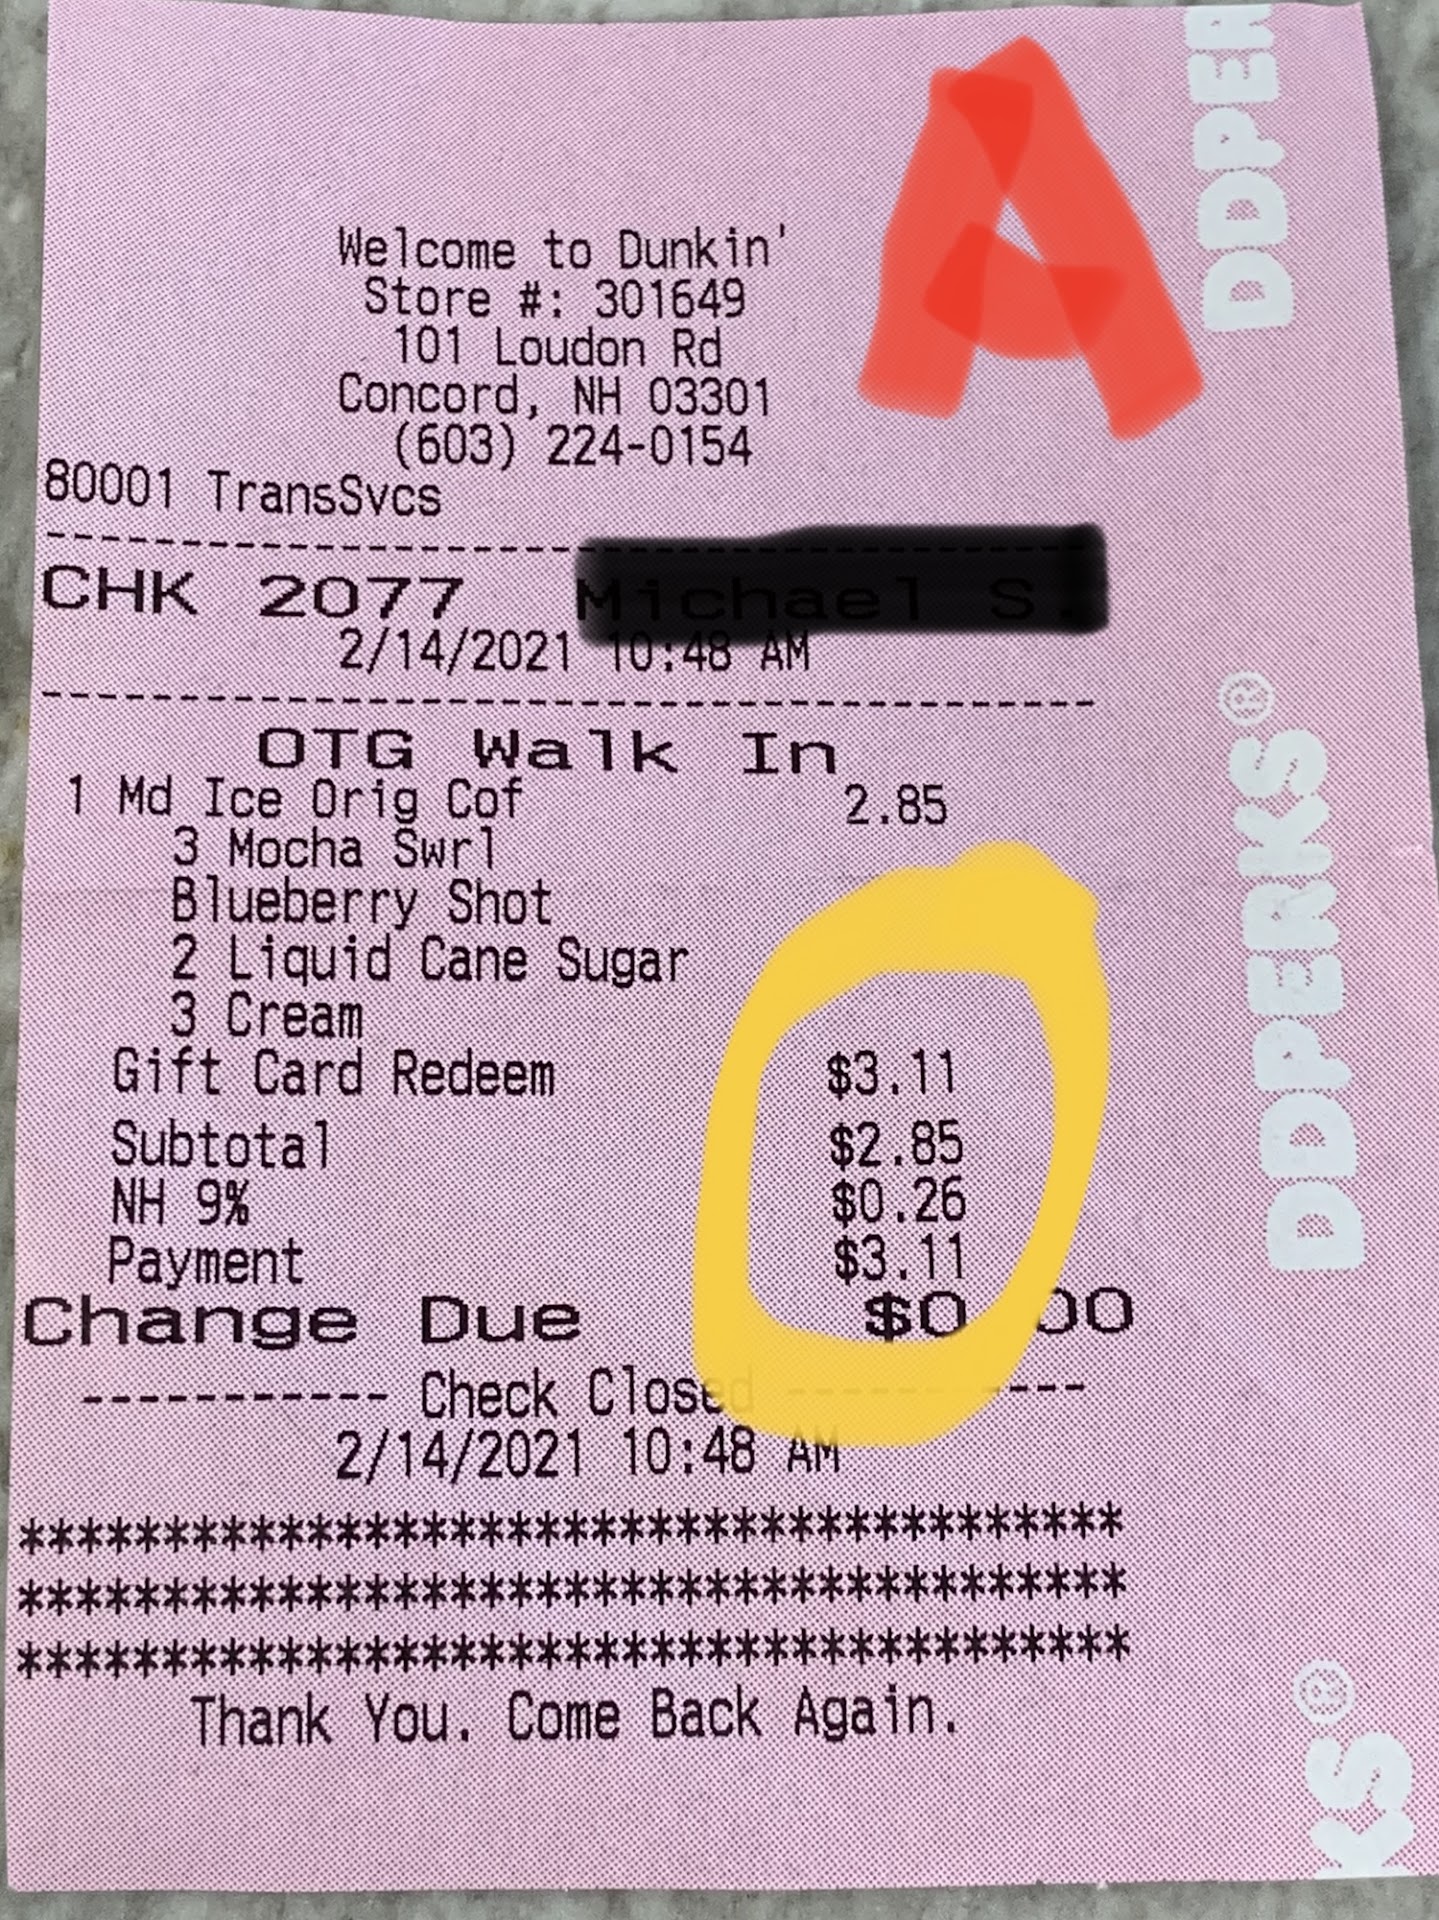 A
Welcome to Dunkin'
Store #: 301649
101 Loudon Rd
Concord, NH 03301
(603) 224-0154
80001 TransSvcs
CHK 2077
2/14/2021 10:48 AM
OTG Walk In
1 Md Ice Orig Cof 2.85
3 Mocha Swrl
Blueberry Shot
2 Liquid Cane Sugar
3 Cream
Gift Card Redeem $3.11
Subtotal $2.85
NH 9% $0.26
Payment $3.11
Change Due $0.00
----------- Check Closed -----------
2/14/2021 10:48 AM
***************************************
***************************************
***************************************
Thank You. Come Back Again.
DDPER
DDPERKS®
KS®